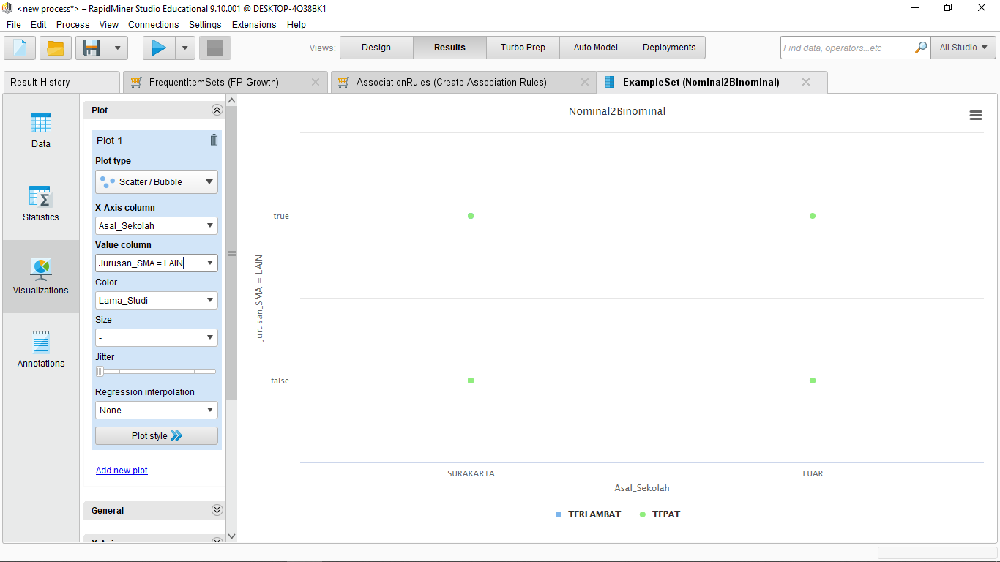 <new process*> – RapidMiner Studio Educational 9.10.001 @ DESKTOP-4Q38BK1
File Edit Process View Connections Settings Extensions Help
Views: Design Results Turbo Prep Auto Model Deployments Find data, operators...etc All Studio
Result History FrequentItemSets (FP-Growth) AssociationRules (Create Association Rules) ExampleSet (Nominal2Binominal)
Data
Statistics
Visualizations
Annotations
Plot
Plot 1
Plot type
Scatter / Bubble
X-Axis column
Asal_Sekolah
Value column
Jurusan_SMA = LAIN
Color
Lama_Studi
Size
-
Jitter
Regression interpolation
None
Plot style
Add new plot
General
X-Axis
Nominal2Binominal
true
Jurusan_SMA = LAIN
false
SURAKARTA LUAR
Asal_Sekolah
TERLAMBAT TEPAT